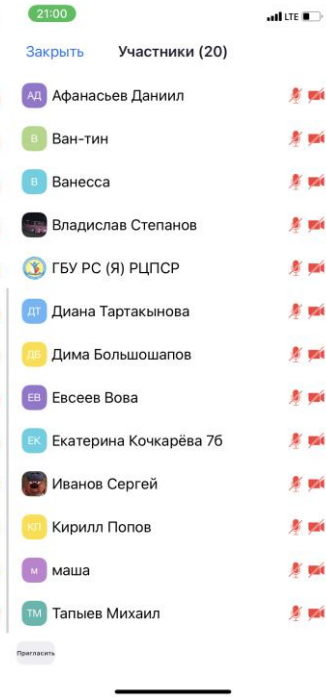 21:00 LTE
Закрыть Участники (20)
АД Афанасьев Даниил
В Ван-тин
В Ванесса
Владислав Степанов
ГБУ РС (Я) РЦПСР
ДТ Диана Тартакынова
ДБ Дима Большошапов
ЕВ Евсеев Вова
ЕК Екатерина Кочкарёва 7б
Иванов Сергей
КП Кирилл Попов
м маша
ТМ Тапыев Михаил
Пригласить